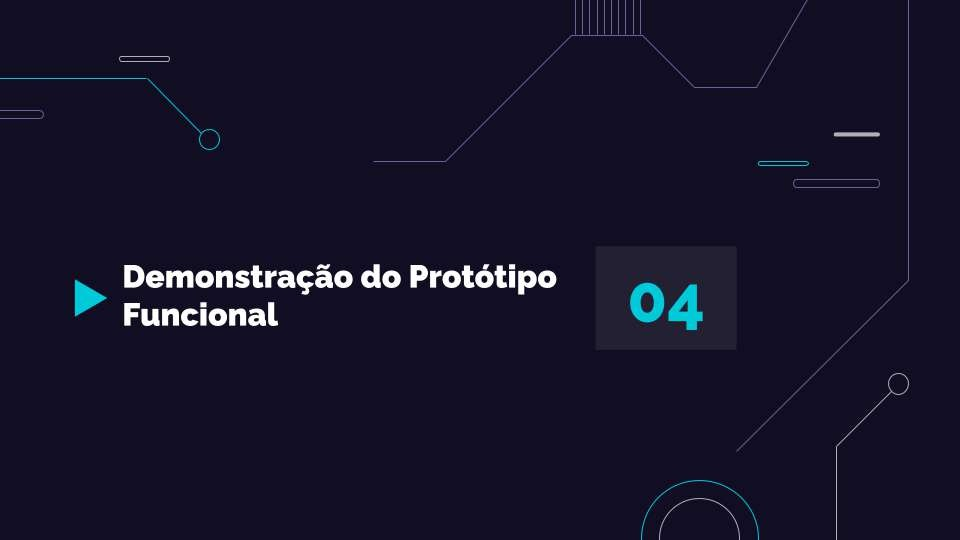 Demonstração do Protótipo
Funcional
04